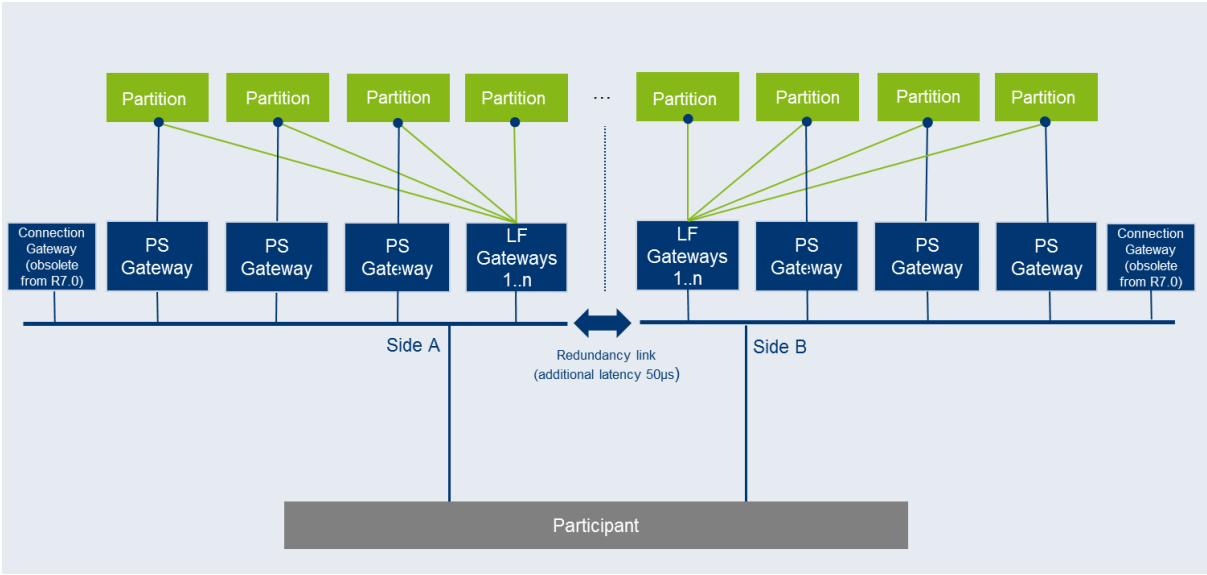 Partition Partition Partition Partition ... Partition Partition Partition Partition
Connection
Gateway
(obsolete
from R7.0)
PS
Gateway
PS
Gateway
PS
Gateway
LF
Gateways
1..n
LF
Gateways
1..n
PS
Gateway
PS
Gateway
PS
Gateway
Connection
Gateway
(obsolete
from R7.0)
Side A
Redundancy link
(additional latency 50µs)
Side B
Participant